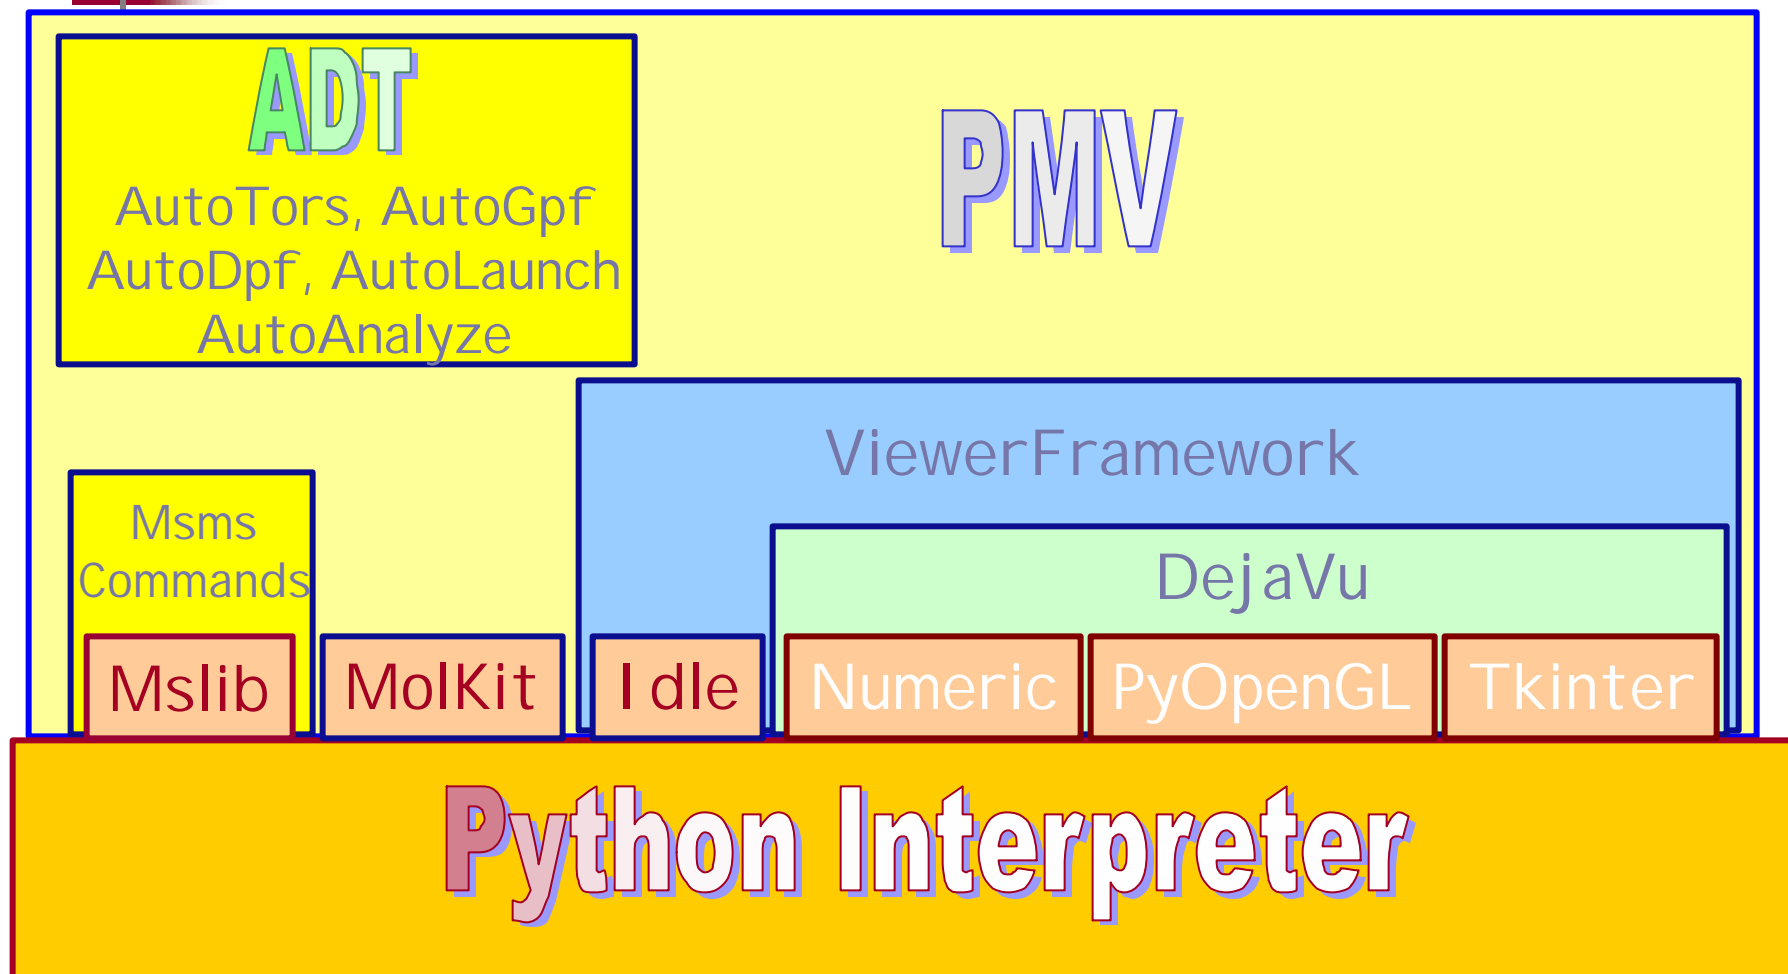 ADT
AutoTors, AutoGpf
AutoDpf, AutoLaunch
AutoAnalyze
PMV
ViewerFramework
Msms
Commands
DejaVu
Mslib
MolKit
Idle
Numeric
PyOpenGL
Tkinter
Python Interpreter